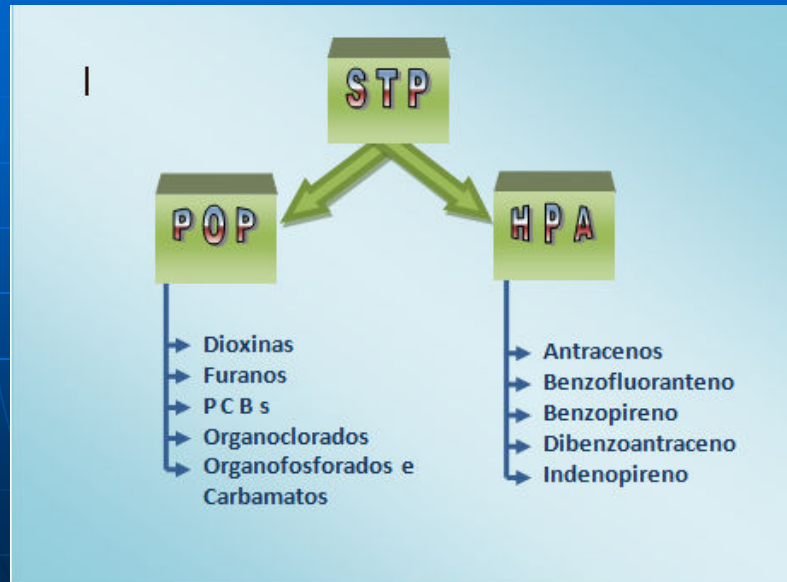 STP
POP
Dioxinas
Furanos
P C B s
Organoclorados
Organofosforados e
Carbamatos
HPA
Antracenos
Benzofluoranteno
Benzopireno
Dibenzoantraceno
Indenopireno